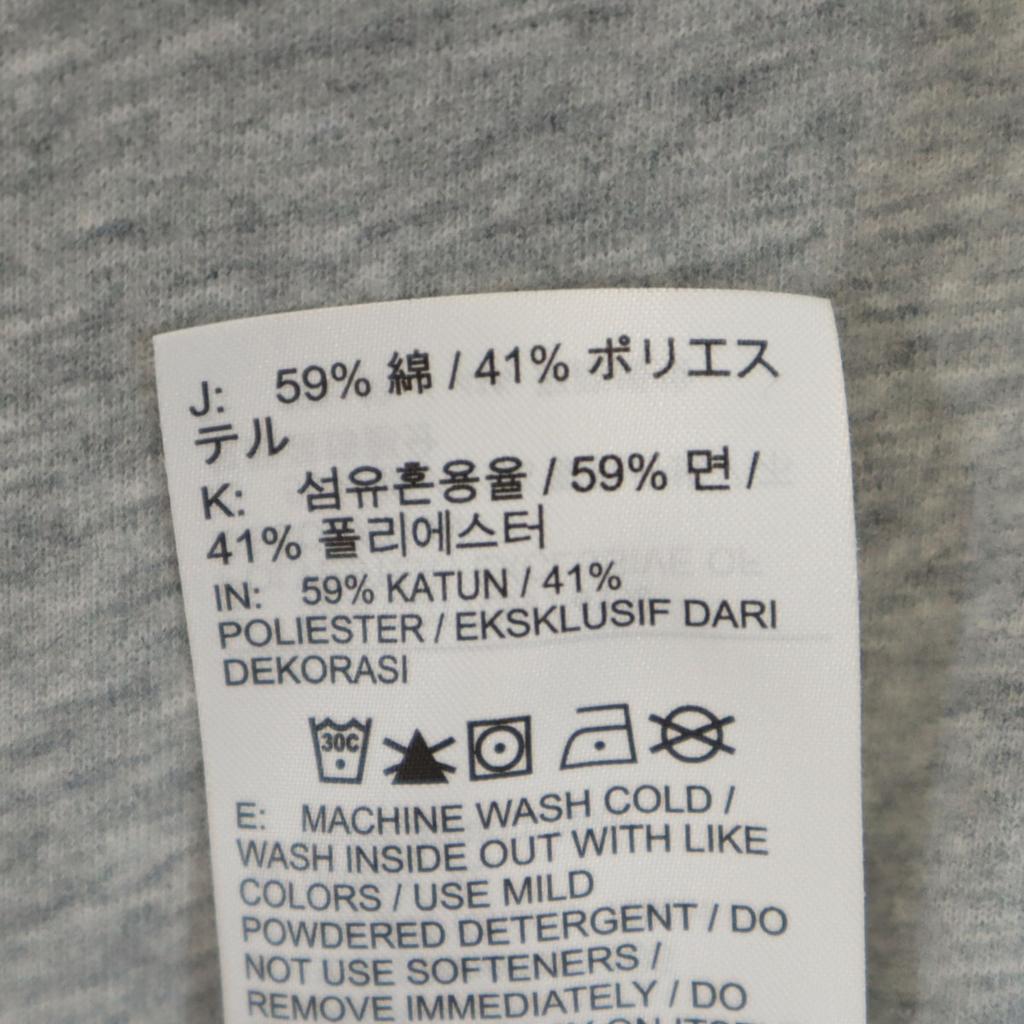 J: 59% 綿 / 41% ポリエス
テル
K: 섬유혼용율 / 59% 면 /
41% 폴리에스터
IN: 59% KATUN / 41%
POLIESTER / EKSKLUSIF DARI
DEKORASI
30C
E: MACHINE WASH COLD /
WASH INSIDE OUT WITH LIKE
COLORS / USE MILD
POWDERED DETERGENT / DO
NOT USE SOFTENERS /
REMOVE IMMEDIATELY / DO